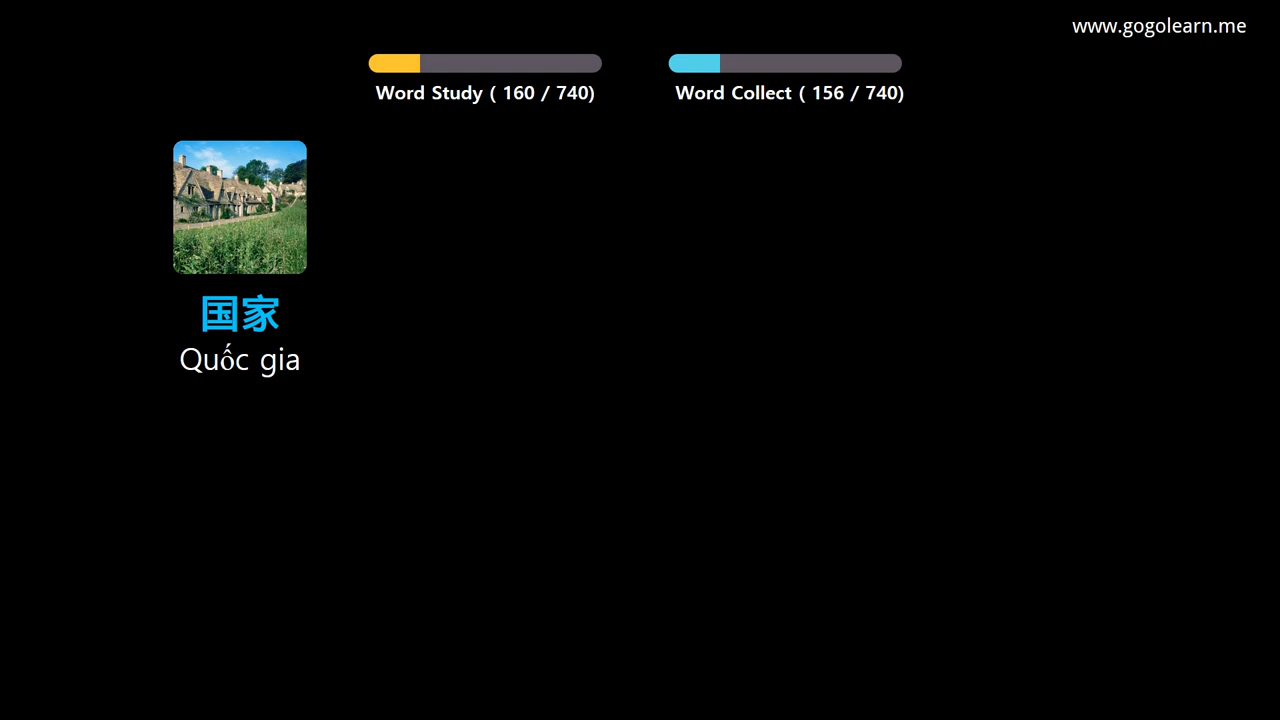 www.gogolearn.me
Word Study ( 160 / 740)
Word Collect ( 156 / 740)
国家
Quốc gia